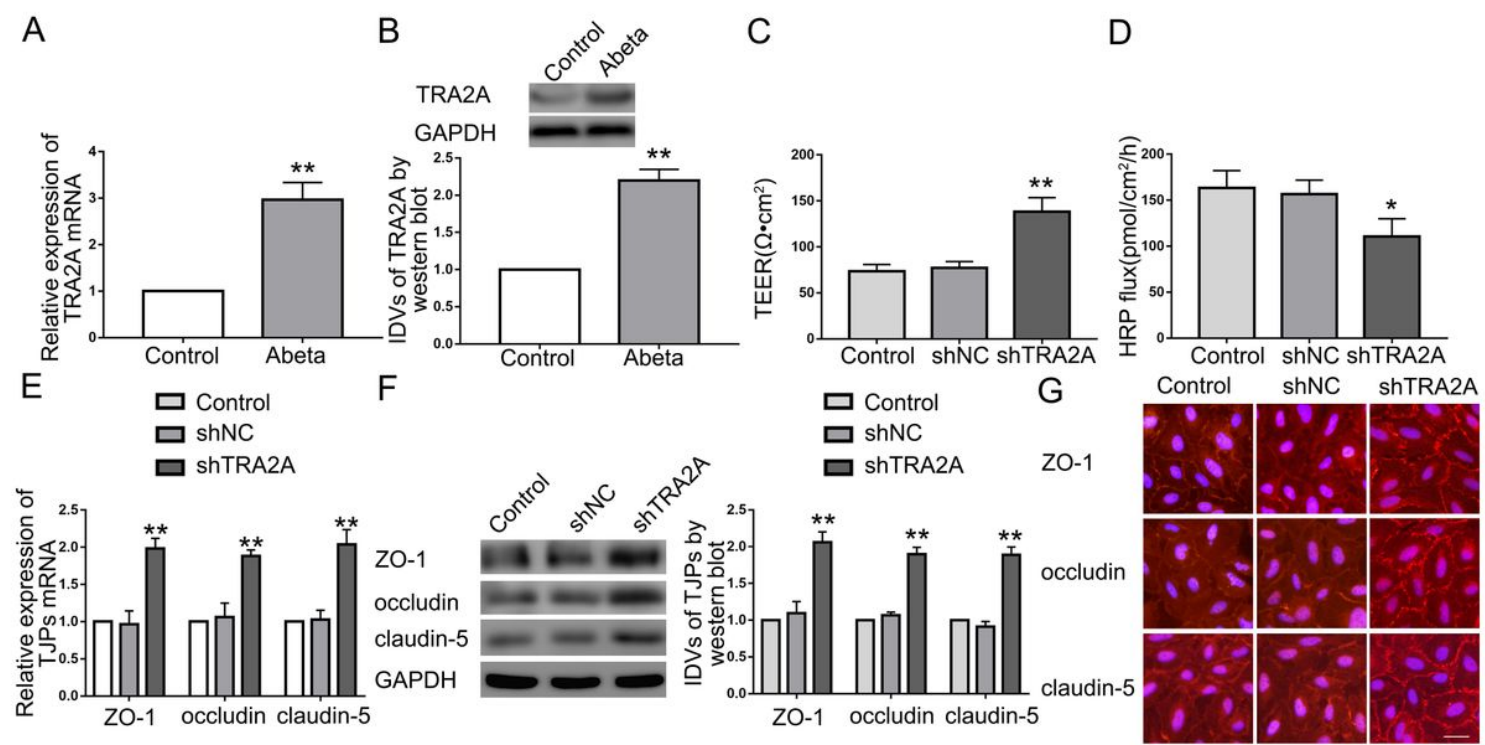 A
Relative expression of
TRA2A mRNA
4
3
2
1
0
**
Control
Abeta
B
Control
Abeta
TRA2A
GAPDH
IDVs of TRA2A by
western blot
2.5
2.0
1.5
1.0
0.5
0.0
**
Control
Abeta
C
TEER(Ω•cm²)
200
150
100
50
0
**
Control
shNC
shTRA2A
D
HRP flux(pmol/cm²/h)
200
150
100
50
0
*
Control
shNC
shTRA2A
E
Control
shNC
shTRA2A
Relative expression of
TJPs mRNA
2.5
2.0
1.5
1.0
0.5
0.0
**
**
**
ZO-1
occludin
claudin-5
F
Control
shNC
shTRA2A
ZO-1
occludin
claudin-5
GAPDH
Control
shNC
shTRA2A
IDVs of TJPs by
western blot
2.5
2.0
1.5
1.0
0.5
0.0
**
**
**
ZO-1
occludin
claudin-5
G
Control
shNC
shTRA2A
ZO-1
occludin
claudin-5